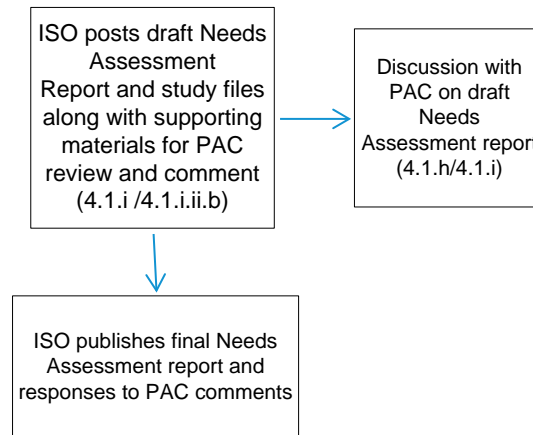 ISO posts draft Needs
Assessment
Report and study files
along with supporting
materials for PAC
review and comment
(4.1.i /4.1.i.ii.b)
Discussion with
PAC on draft
Needs
Assessment report
(4.1.h/4.1.i)
ISO publishes final Needs
Assessment report and
responses to PAC comments